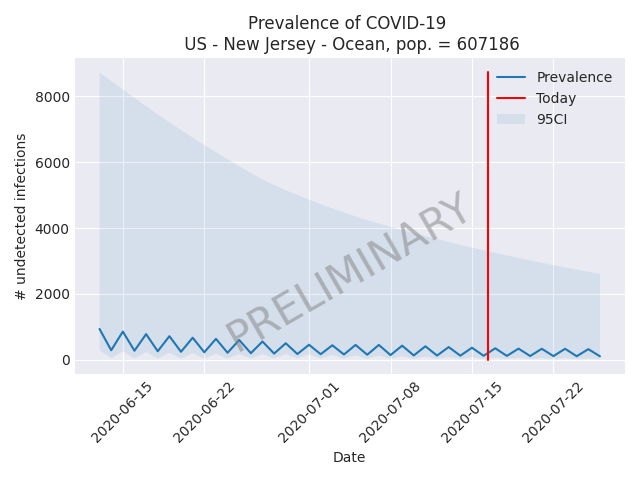 Prevalence of COVID-19
US - New Jersey - Ocean, pop. = 607186
Prevalence
Today
95CI
# undetected infections
8000
6000
4000
2000
0
PRELIMINARY
2020-06-15
2020-06-22
2020-07-01
2020-07-08
2020-07-15
2020-07-22
Date